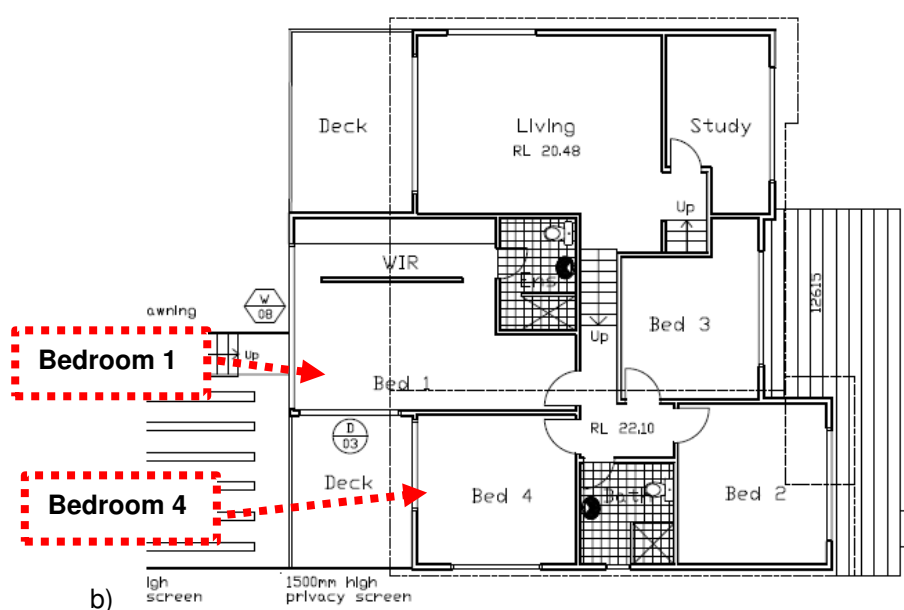 Deck
Living
RL 20.48
Study
Up
WIR
Ens
awning
W
08
Bed 3
12615
Bedroom 1
Up
Up
Bed 1
D
03
RL 22.10
Deck
Bed 4
Bath
Bed 2
Bedroom 4
igh
screen
1500mm high
privacy screen
b)